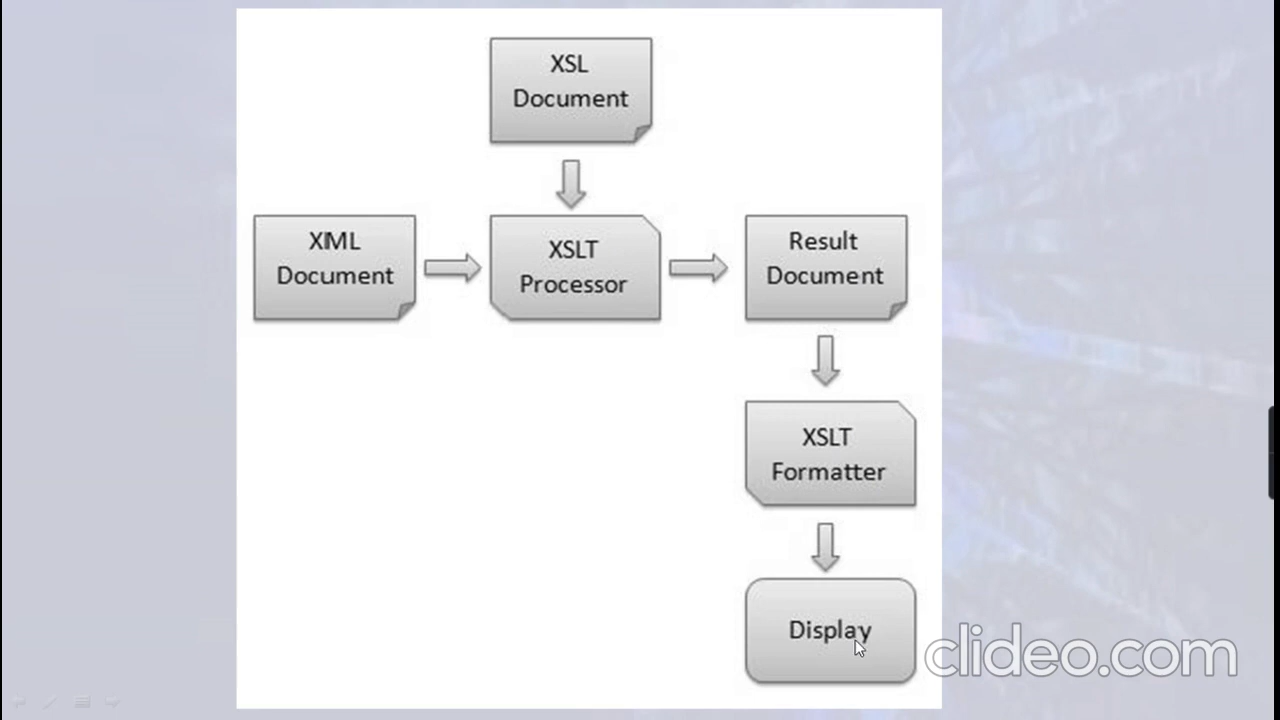 XSL
Document
XML
Document
XSLT
Processor
Result
Document
XSLT
Formatter
Display
clideo.com